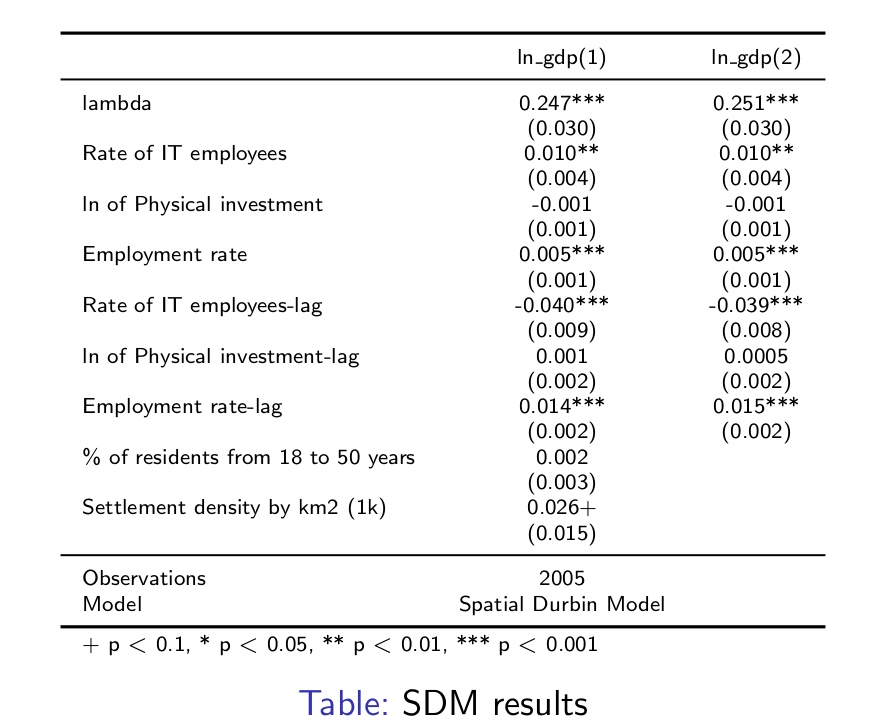 ln_gdp(1) ln_gdp(2)
lambda 0.247*** 0.251***
(0.030) (0.030)
Rate of IT employees 0.010** 0.010**
(0.004) (0.004)
ln of Physical investment -0.001 -0.001
(0.001) (0.001)
Employment rate 0.005*** 0.005***
(0.001) (0.001)
Rate of IT employees-lag -0.040*** -0.039***
(0.009) (0.008)
ln of Physical investment-lag 0.001 0.0005
(0.002) (0.002)
Employment rate-lag 0.014*** 0.015***
(0.002) (0.002)
% of residents from 18 to 50 years 0.002
(0.003)
Settlement density by km2 (1k) 0.026+
(0.015)
Observations 2005
Model Spatial Durbin Model
+ p < 0.1, * p < 0.05, ** p < 0.01, *** p < 0.001
Table: SDM results